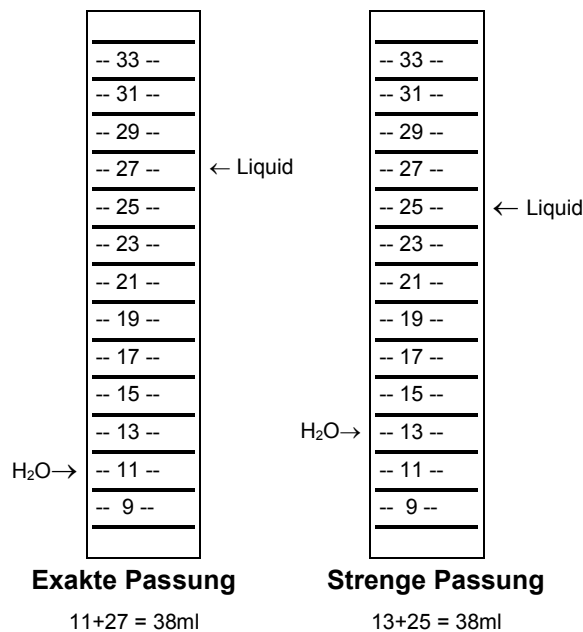 -- 33 --
-- 31 --
-- 29 --
-- 27 -- ← Liquid
-- 25 --
-- 23 --
-- 21 --
-- 19 --
-- 17 --
-- 15 --
-- 13 --
H₂O→ -- 11 --
-- 9 --
Exakte Passung
11+27 = 38ml
-- 33 --
-- 31 --
-- 29 --
-- 27 --
-- 25 -- ← Liquid
-- 23 --
-- 21 --
-- 19 --
-- 17 --
-- 15 --
H₂O→ -- 13 --
-- 11 --
-- 9 --
Strenge Passung
13+25 = 38ml